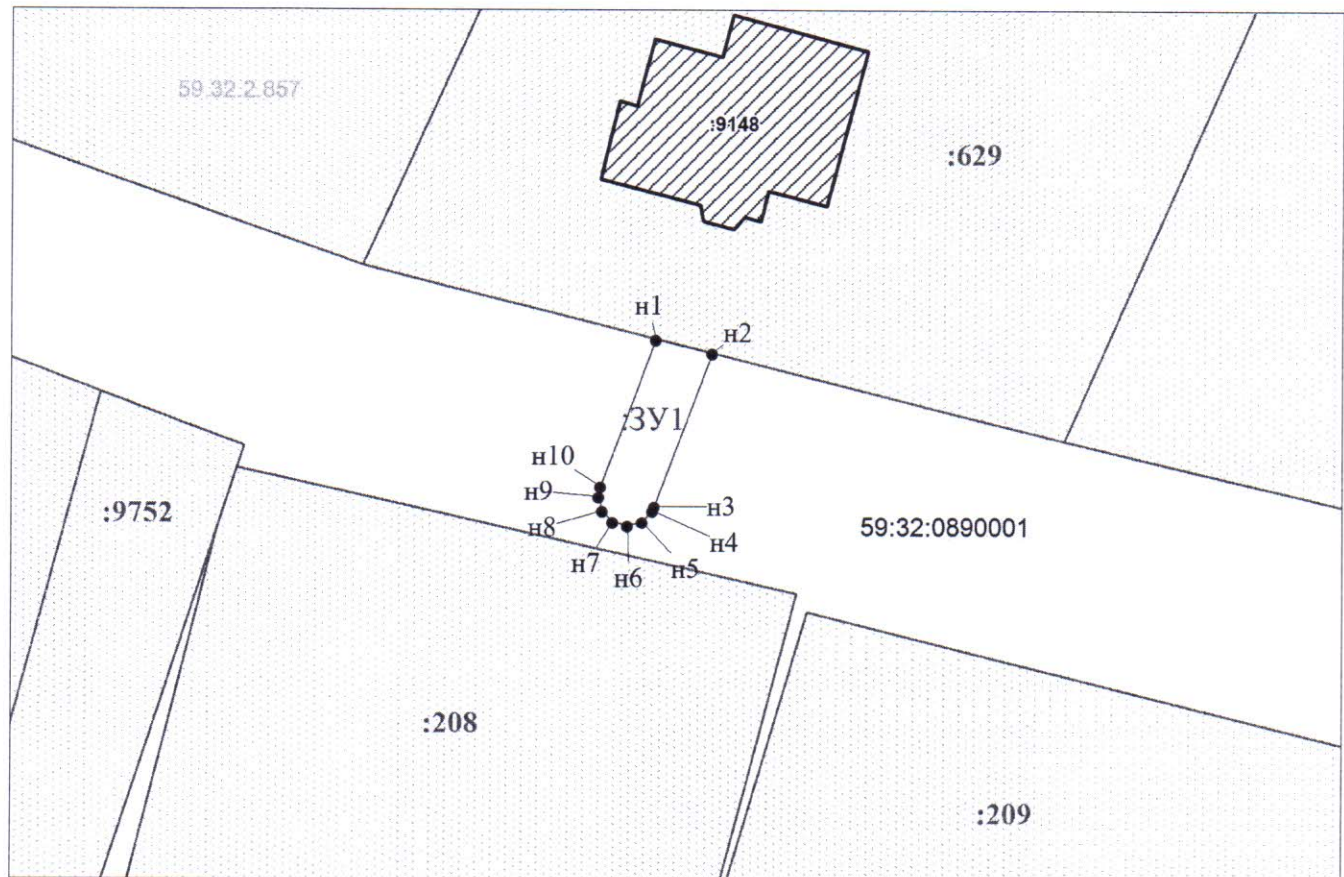 59.32.2.857
:9148
:629
н1
н2
:ЗУ1
н10
н9
н8
н7
н6
н5
н4
н3
:9752
59:32:0890001
:208
:209